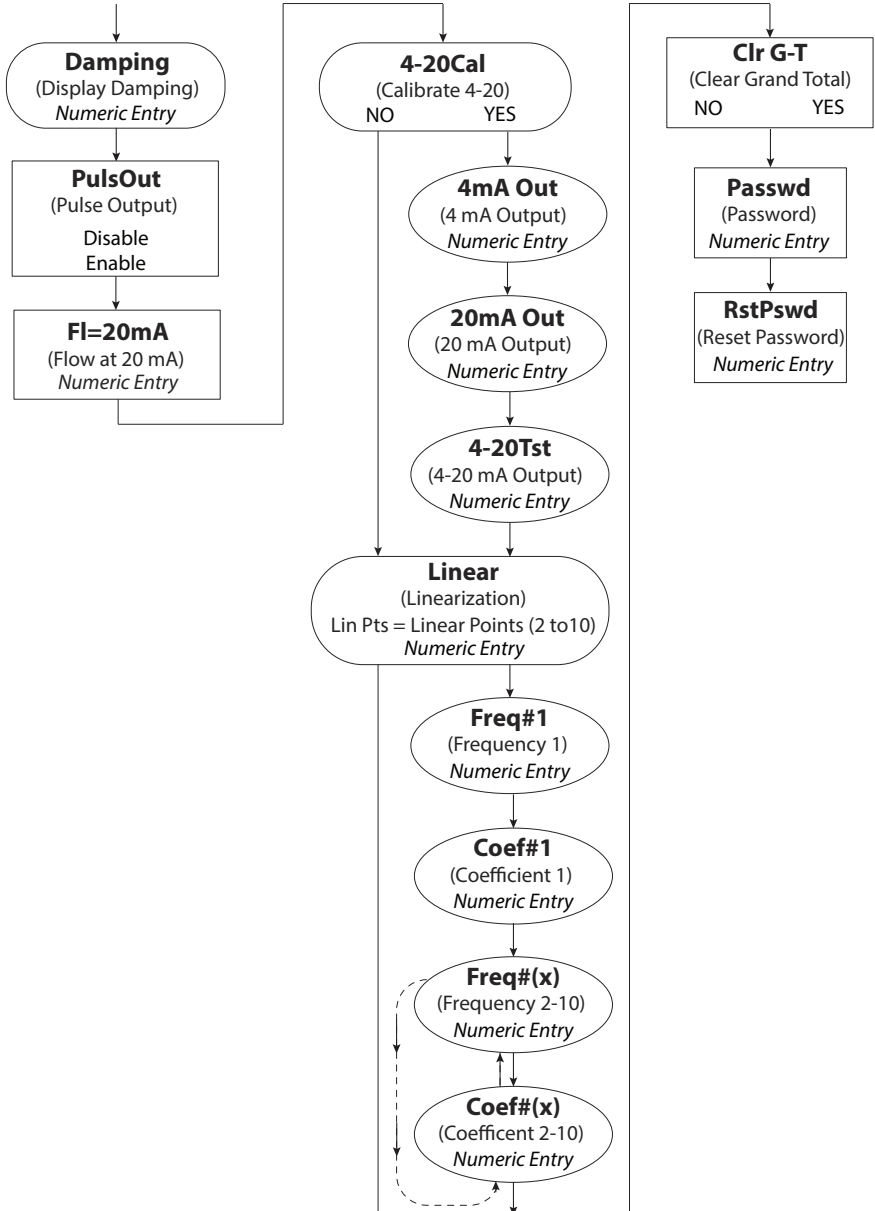 Damping
(Display Damping)
Numeric Entry
PulsOut
(Pulse Output)
Disable
Enable
Fl=20mA
(Flow at 20 mA)
Numeric Entry
4-20Cal
(Calibrate 4-20)
NO YES
4mA Out
(4 mA Output)
Numeric Entry
20mA Out
(20 mA Output)
Numeric Entry
4-20Tst
(4-20 mA Output)
Numeric Entry
Linear
(Linearization)
Lin Pts = Linear Points (2 to10)
Numeric Entry
Freq#1
(Frequency 1)
Numeric Entry
Coef#1
(Coefficient 1)
Numeric Entry
Freq#(x)
(Frequency 2-10)
Numeric Entry
Coef#(x)
(Coefficent 2-10)
Numeric Entry
Clr G-T
(Clear Grand Total)
NO YES
Passwd
(Password)
Numeric Entry
RstPswd
(Reset Password)
Numeric Entry